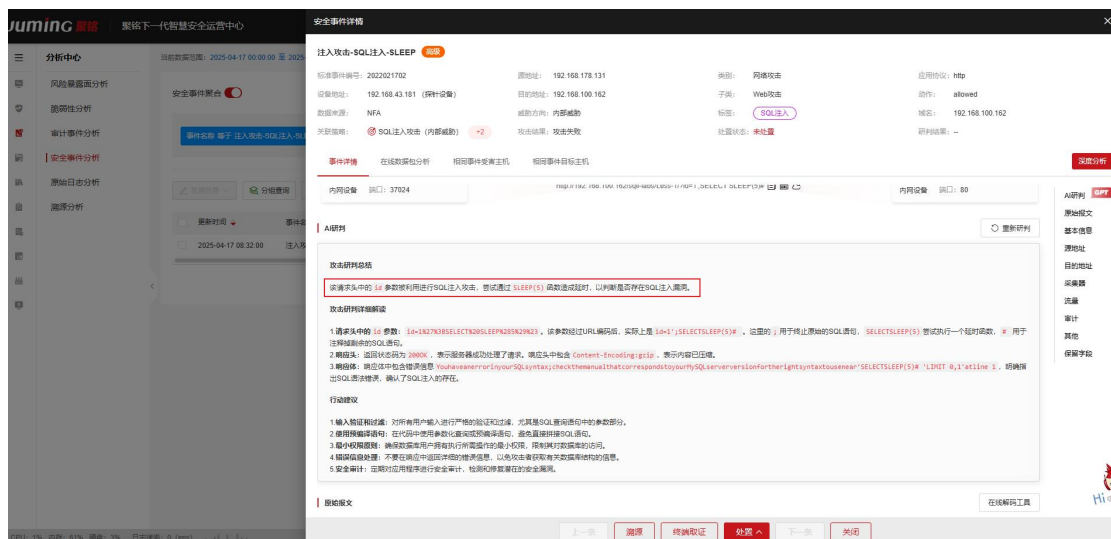 JUMING 聚铭
聚铭下一代智慧安全运营中心
分析中心
风险暴露面分析
脆弱性分析
审计事件分析
安全事件分析
原始日志分析
溯源分析
当前数据范围：2025-04-17 00:00:00 至 2025-
安全事件聚合
事件名称 等于 注入攻击-SQL注入-SL
分组查询
更新时间
事件名
2025-04-17 08:32:00
注入攻
安全事件详情
注入攻击-SQL注入-SLEEP 高级
标准事件编号：2022021702 源地址：192.168.178.131 类别：网络攻击 应用协议：http
设备地址：192.168.43.181（探针设备） 目的地址：192.168.100.162 子类：Web攻击 动作：allowed
数据来源：NFA 威胁方向：内部威胁 标签：SQL注入 域名：192.168.100.162
关联策略：SQL注入攻击（内部威胁） +2 攻击结果：攻击失败 处置状态：未处置 研判结果：--
事件详情 在线数据包分析 相同事件受害主机 相同事件目标主机 深度分析
内网设备 端口：37024 内网设备 端口：80
AI研判 重新研判
攻击研判总结
该请求头中的 id 参数被利用进行SQL注入攻击，尝试通过 SLEEP(5) 函数造成延时，以判断是否存在SQL注入漏洞。
攻击研判详细解读
1.请求头中的 id 参数：id=1%27%3BSELECT%20SLEEP%285%29%23 。该参数经过URL编码后，实际上是 id=1';SELECTSLEEP(5)# 。这里的 ; 用于终止原始的SQL语句，SELECTSLEEP(5) 尝试执行一个延时函数，# 用于
注释掉剩余的SQL语句。
2.响应头：返回状态码为 200OK ，表示服务器成功处理了请求。响应头中包含 Content-Encoding:gzip ，表示内容已压缩。
3.响应体：响应体中包含错误信息 YouhaveanerrorinyourSQLsyntax;checkthemanualthatcorrespondstoyourMySQLserverversionfortherightsyntaxtousenear'SELECTSLEEP(5)# 'LIMIT 0,1'atline 1 ，明确指
出SQL语法错误，确认了SQL注入的存在。
行动建议
1.输入验证和过滤：对所有用户输入进行严格的验证和过滤，尤其是SQL查询语句中的参数部分。
2.使用预编译语句：在代码中使用参数化查询或预编译语句，避免直接拼接SQL语句。
3.最小权限原则：确保数据库用户拥有执行所需操作的最小权限，限制其对数据库的访问。
4.错误信息处理：不要在响应中返回详细的错误信息，以免攻击者获取有关数据库结构的信息。
5.安全审计：定期对应用程序进行安全审计，检测和修复潜在的安全漏洞。
原始报文 在线解码工具
AI研判 GPT
原始报文
基本信息
源地址
目的地址
采集器
流量
审计
其他
保留字段
Hi
上一条 溯源 终端取证 处置 下一条 关闭